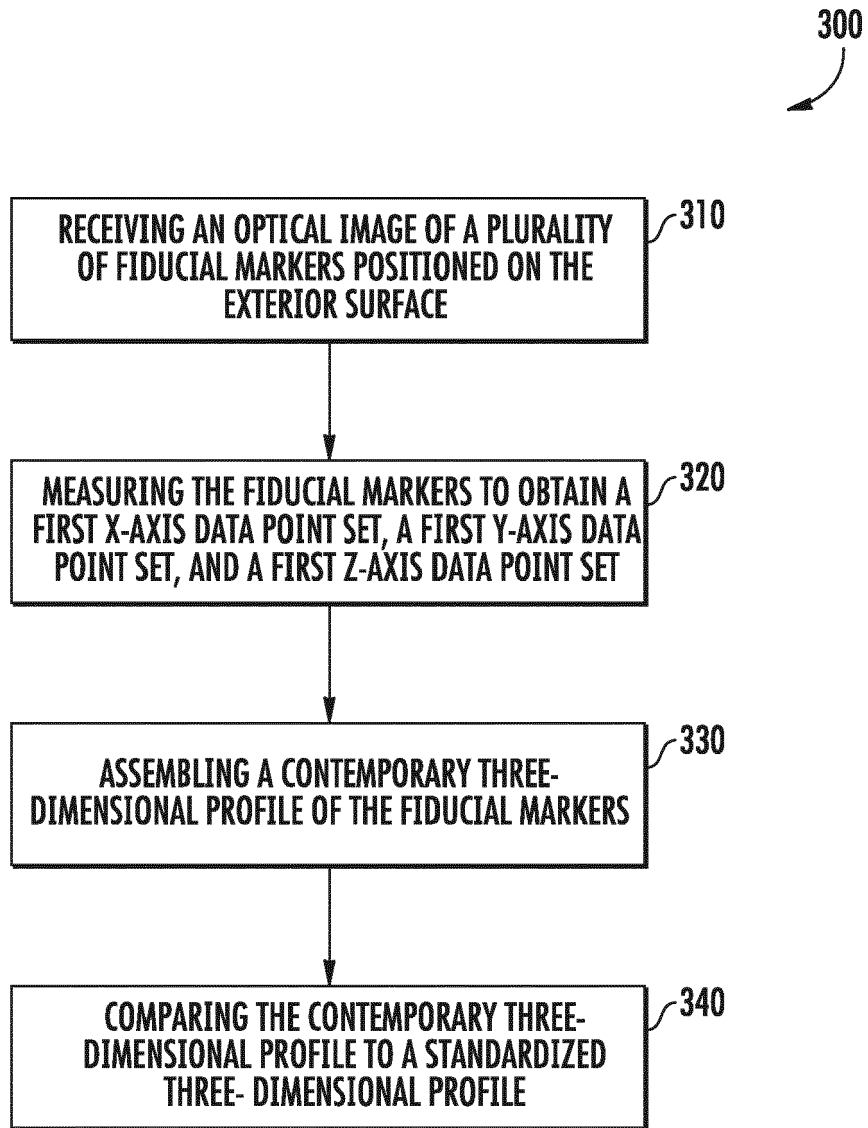 300
RECEIVING AN OPTICAL IMAGE OF A PLURALITY
OF FIDUCIAL MARKERS POSITIONED ON THE
EXTERIOR SURFACE
310
MEASURING THE FIDUCIAL MARKERS TO OBTAIN A
FIRST X-AXIS DATA POINT SET, A FIRST Y-AXIS DATA
POINT SET, AND A FIRST Z-AXIS DATA POINT SET
320
ASSEMBLING A CONTEMPORARY THREE-
DIMENSIONAL PROFILE OF THE FIDUCIAL MARKERS
330
COMPARING THE CONTEMPORARY THREE-
DIMENSIONAL PROFILE TO A STANDARDIZED
THREE- DIMENSIONAL PROFILE
340